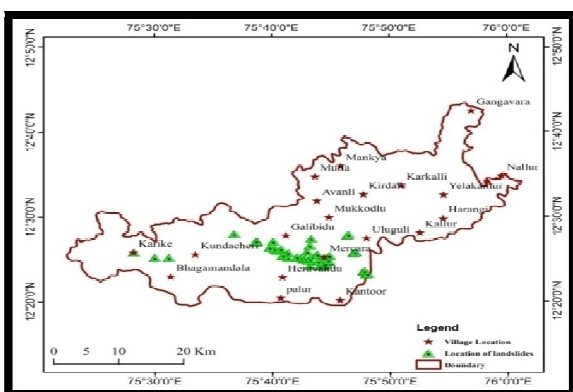 75°30'0"E 75°40'0"E 75°50'0"E 76°0'0"E
12°50'0"N 12°50'0"N
N
Gangavara
12°40'0"N 12°40'0"N
Mankya
Nallur
Karkalli
Kirdale
Yelakanur
Avanli
Mukkodlu
Harangi
12°30'0"N 12°30'0"N
Kallur
Galibidu
Uluguli
Karike
Kundacheri
Mercara
Bhagamandala
Heravandu
palur
Kantoor
12°20'0"N 12°20'0"N
Legend
Village Location
Location of landslides
Boundary
0 5 10 20 Km
75°30'0"E 75°40'0"E 75°50'0"E 76°0'0"E